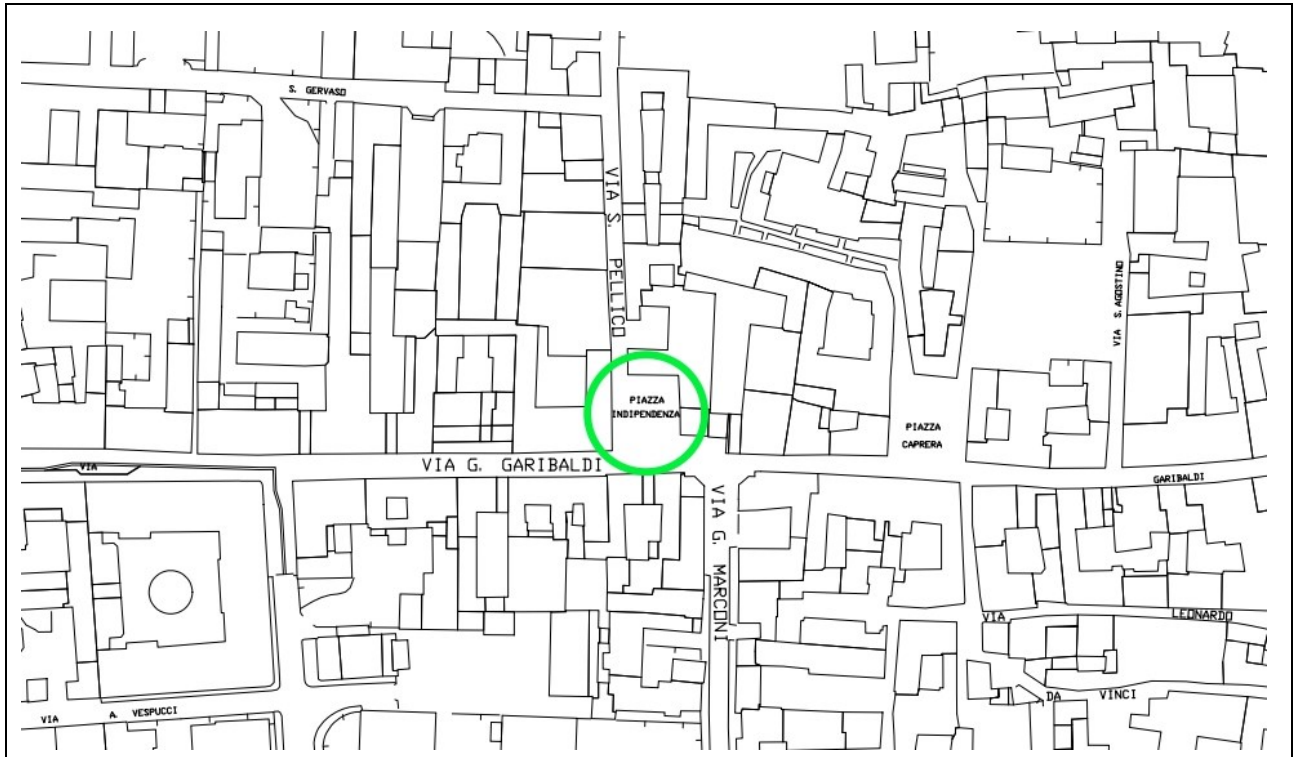 S. GERVASO
VIA S. PELLICO
VIA S. AGOSTINO
PIAZZA
INDIPENDENZA
PIAZZA
CAPRERA
VIA
VIA G. GARIBALDI
GARIBALDI
VIA G. MARCONI
VIA
LEONARDO
DA
VINCI
VIA
A. VESPUCCI